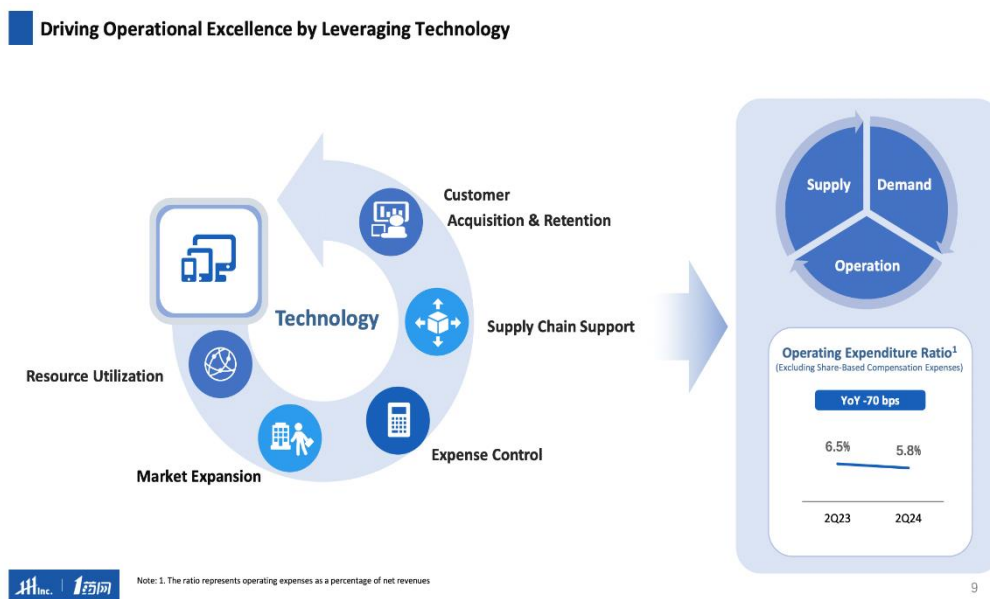 Driving Operational Excellence by Leveraging Technology
Customer
Acquisition & Retention
Supply Chain Support
Expense Control
Market Expansion
Resource Utilization
Technology
Supply
Demand
Operation
Operating Expenditure Ratio1
(Excluding Share-Based Compensation Expenses)
YoY -70 bps
6.5%
5.8%
2Q23
2Q24
Inc.
1药网
Note: 1. The ratio represents operating expenses as a percentage of net revenues
9